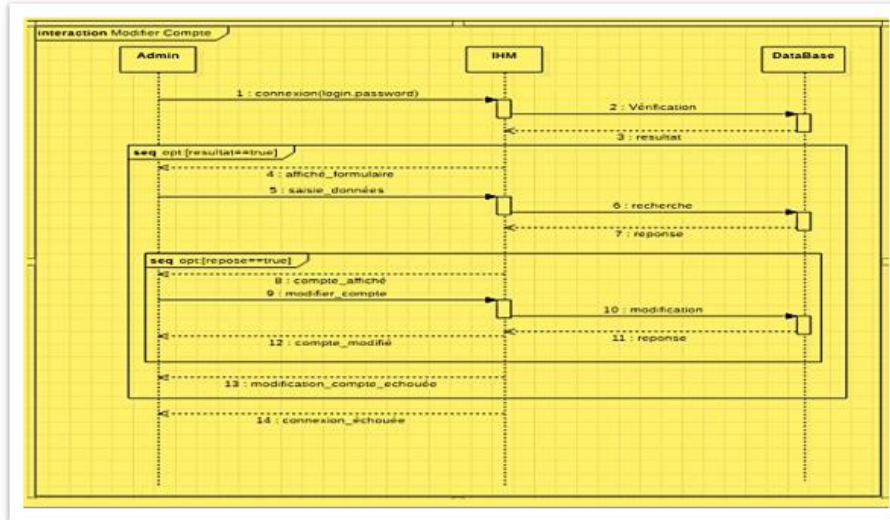 interaction Modifier Compte
Admin
IHM
DataBase
1 : connexion(login.password)
2 : Vérification
3 : resultat
seq opt:[resultat==true]
4 : affiché_formulaire
5 : saisie_données
6 : recherche
7 : reponse
seq opt:[repose==true]
8 : compte_affiché
9 : modifier_compte
10 : modification
11 : reponse
12 : compte_modifié
13 : modification_compte_echouée
14 : connexion_échouée